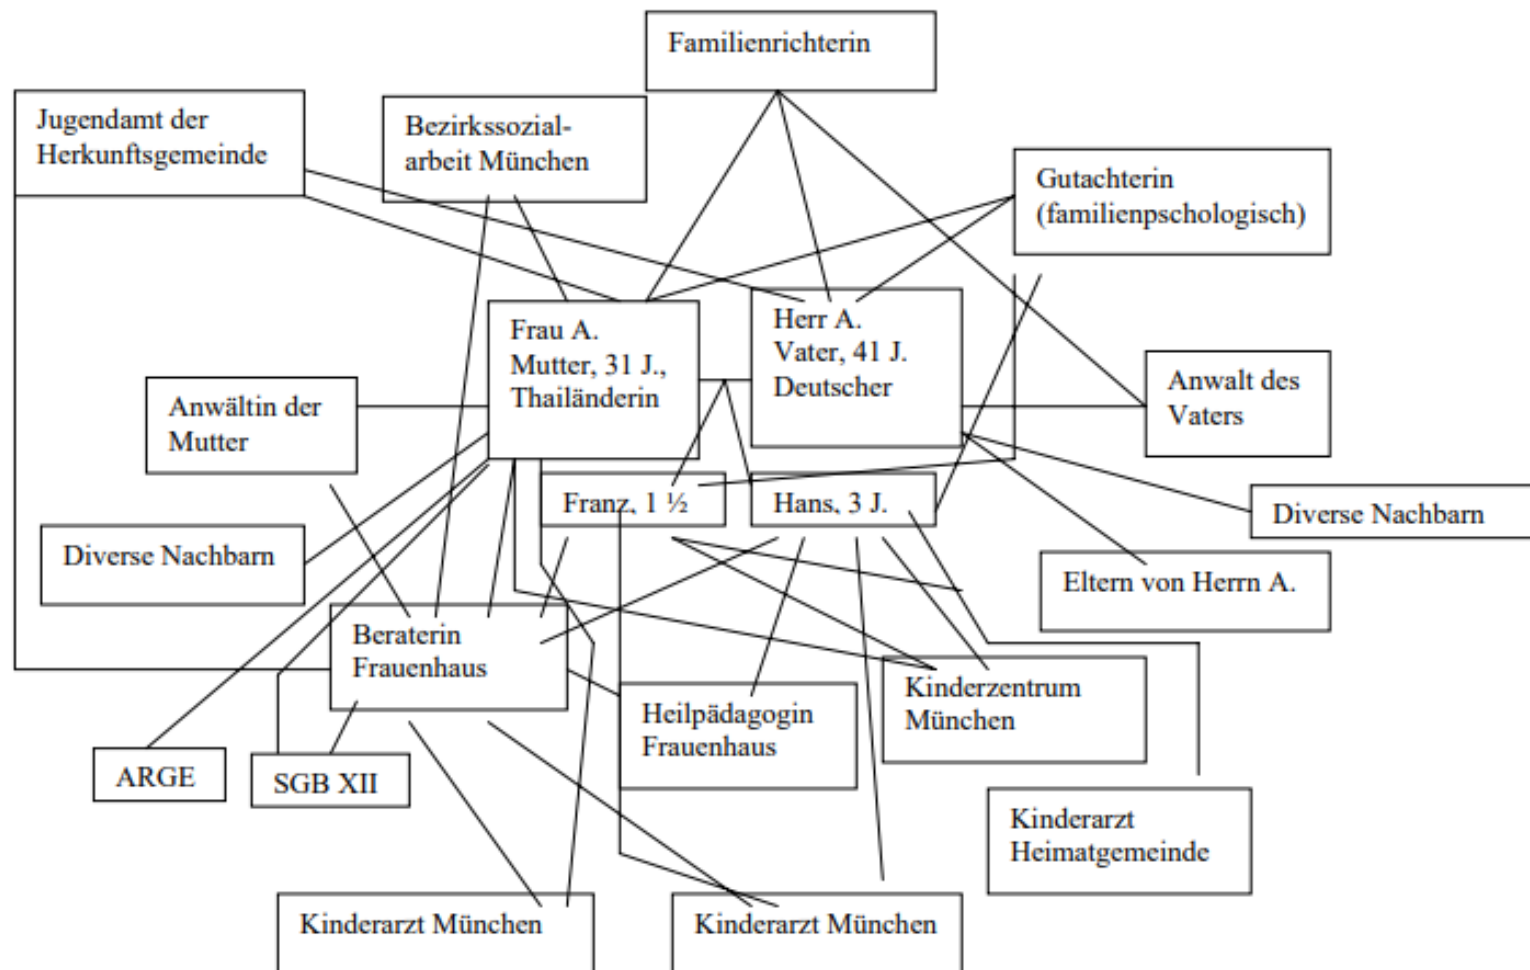 Familienrichterin
Jugendamt der
Herkunftsgemeinde
Bezirkssozial-
arbeit München
Gutachterin
(familienpschologisch)
Frau A.
Mutter, 31 J.,
Thailänderin
Herr A.
Vater, 41 J.
Deutscher
Anwältin der
Mutter
Anwalt des
Vaters
Franz, 1 ½
Hans, 3 J.
Diverse Nachbarn
Diverse Nachbarn
Eltern von Herrn A.
Beraterin
Frauenhaus
Heilpädagogin
Frauenhaus
Kinderzentrum
München
ARGE
SGB XII
Kinderarzt
Heimatgemeinde
Kinderarzt München
Kinderarzt München